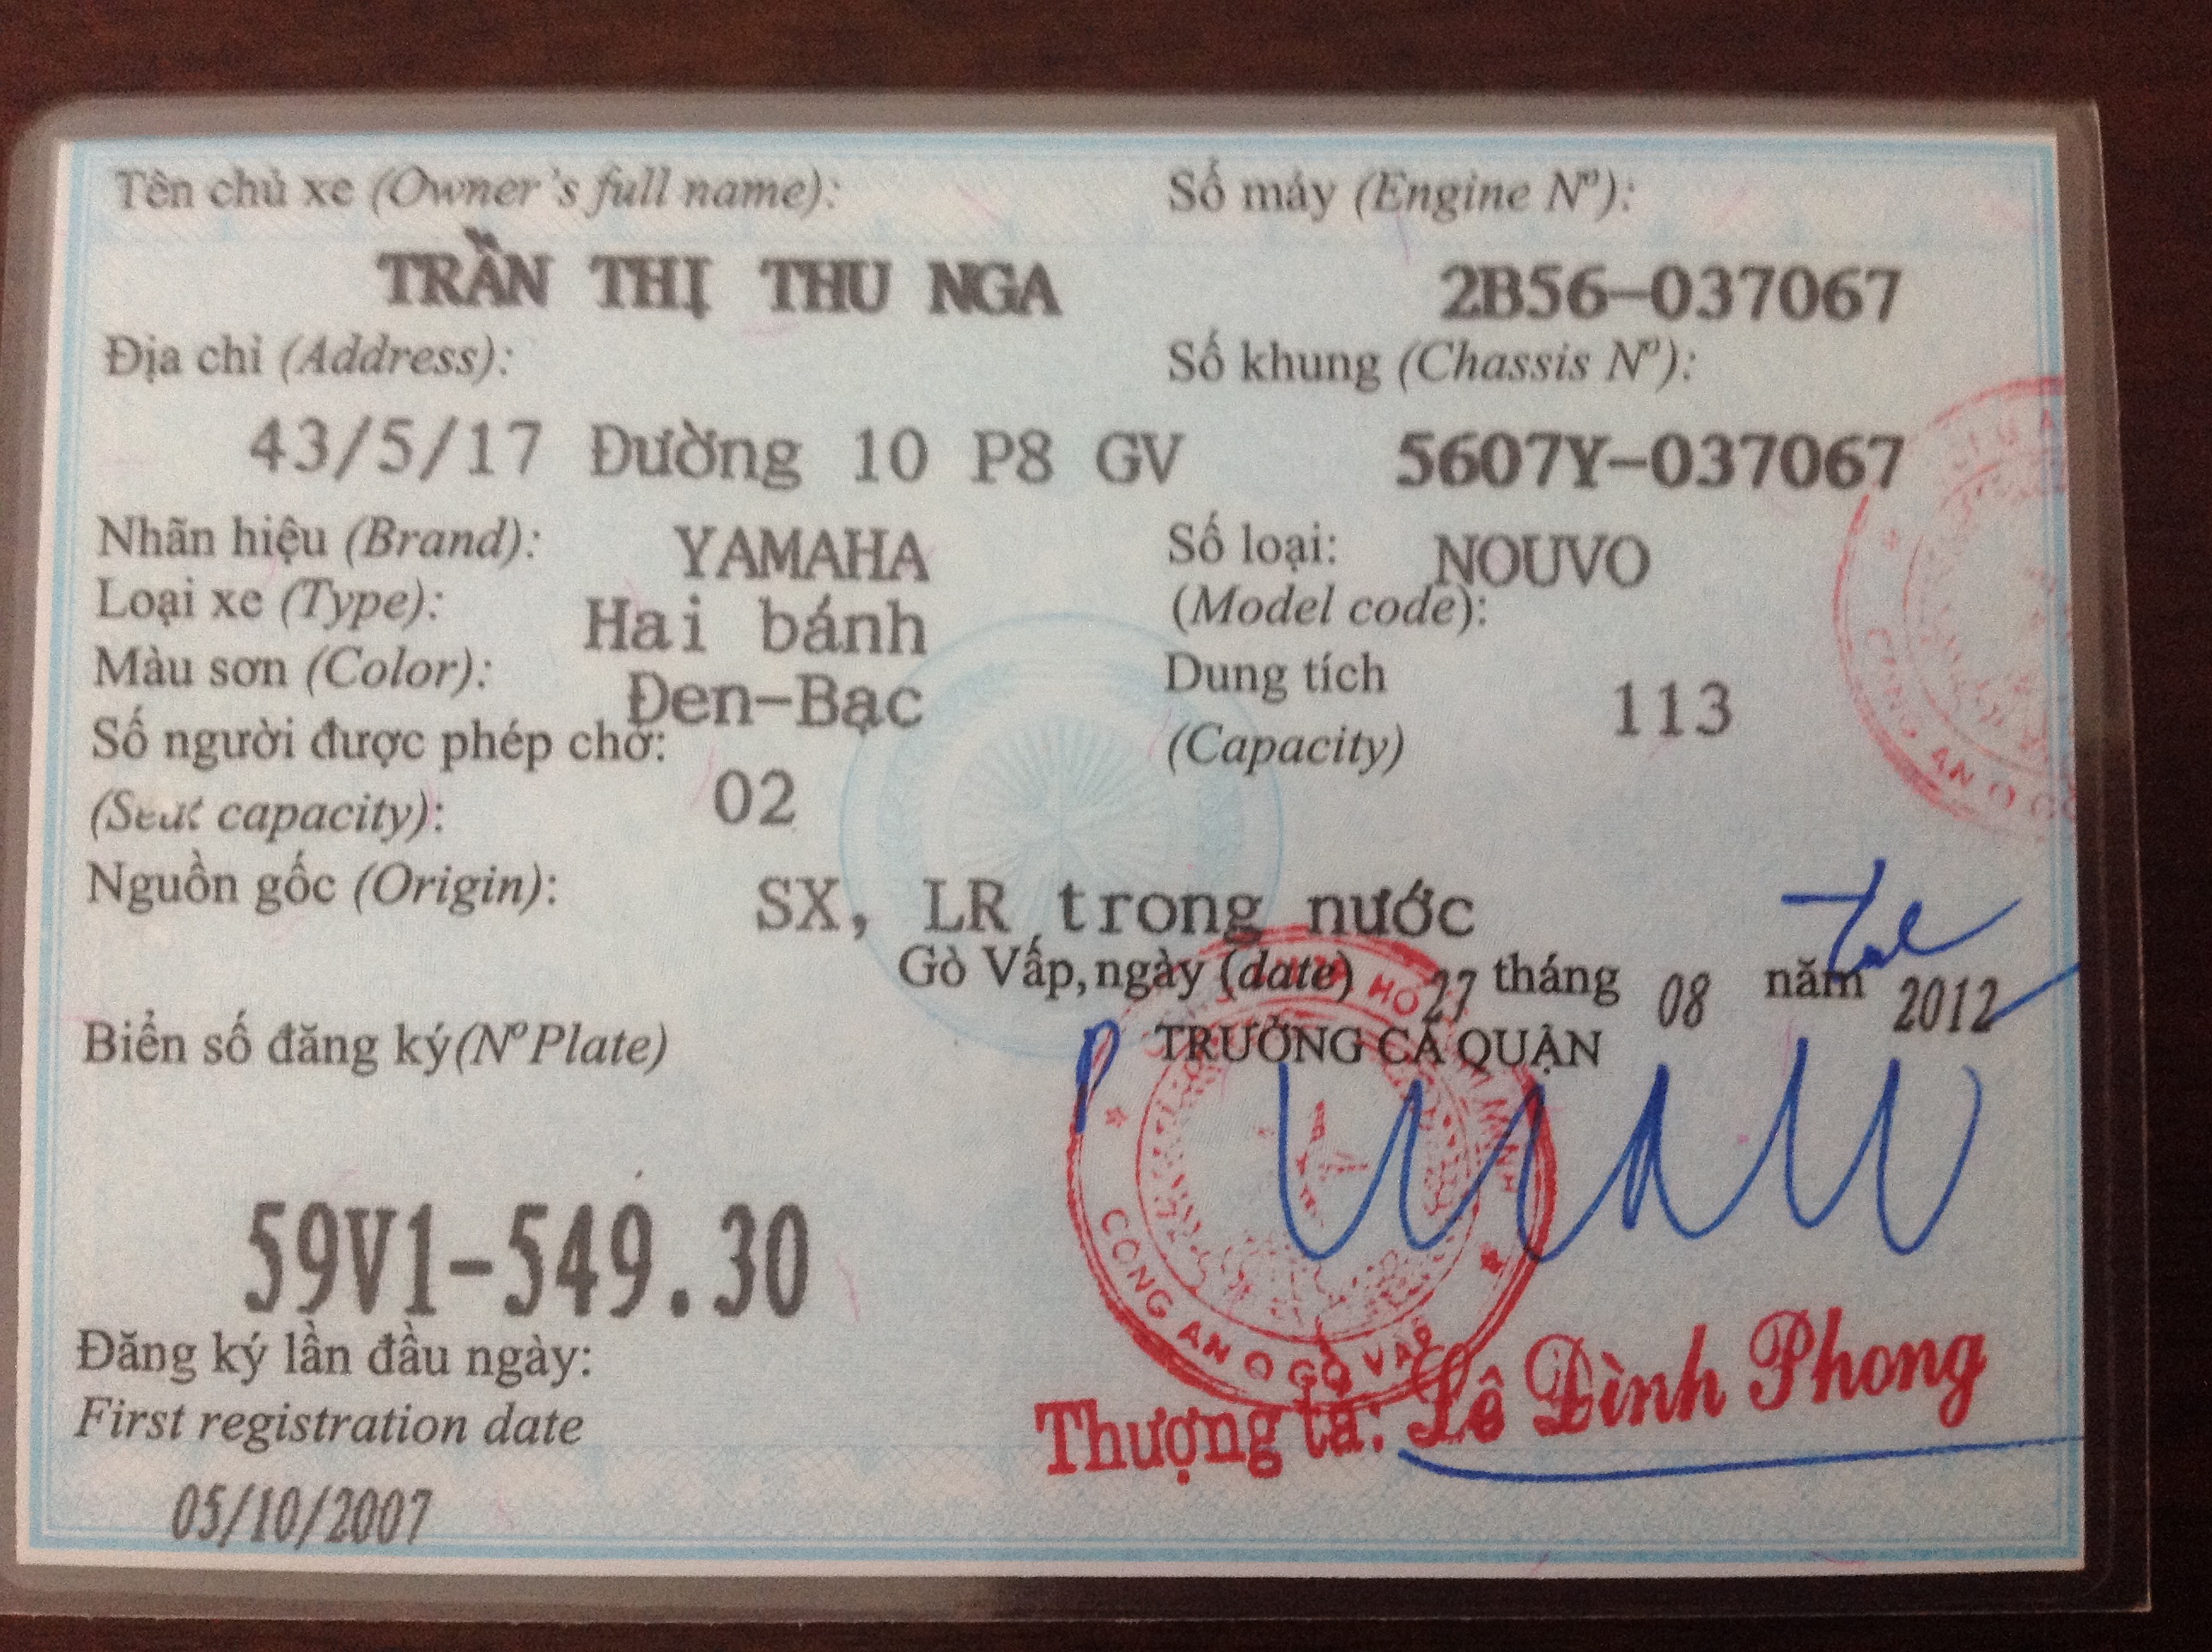 Tên chủ xe (Owner's full name):
TRẦN THỊ THU NGA
Địa chỉ (Address):
43/5/17 Đường 10 P8 GV
Số máy (Engine Nº):
2B56-037067
Số khung (Chassis Nº):
5607Y-037067
Nhãn hiệu (Brand): YAMAHA
Loại xe (Type): Hai bánh
Màu sơn (Color): Đen-Bạc
Số người được phép chở:
(Seat capacity): 02
Số loại: NOUVO
(Model code):
Dung tích
(Capacity) 113
Nguồn gốc (Origin): SX, LR trong nước
Gò Vấp, ngày (date) 27 tháng 08 năm 2012
TRƯỞNG CA QUẬN
Biển số đăng ký (Nº Plate)
59V1-549.30
Đăng ký lần đầu ngày:
First registration date
05/10/2007
CÔNG AN Q GÒ VẤP
Thượng tá: Lê Đình Phong